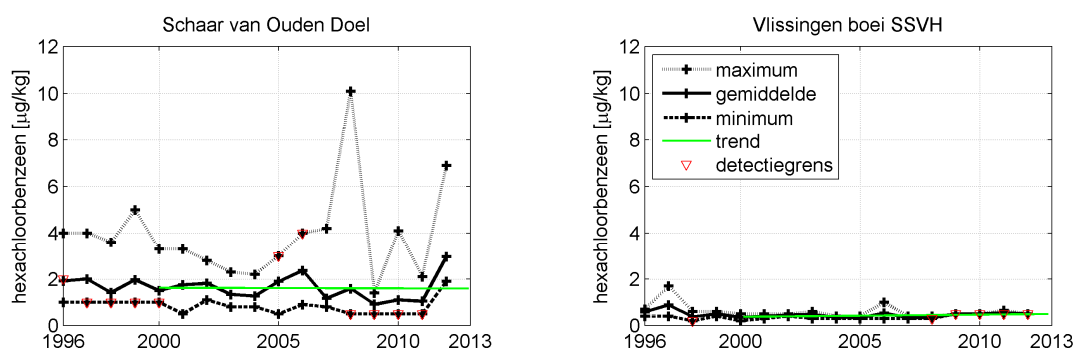 Schaar van Ouden Doel
hexachloorbenzeen [µg/kg]
12
10
8
6
4
2
0
1996
2000
2005
2010
2013
Vlissingen boei SSVH
hexachloorbenzeen [µg/kg]
12
10
8
6
4
2
0
1996
2000
2005
2010
2013
maximum
gemiddelde
minimum
trend
detectiegrens